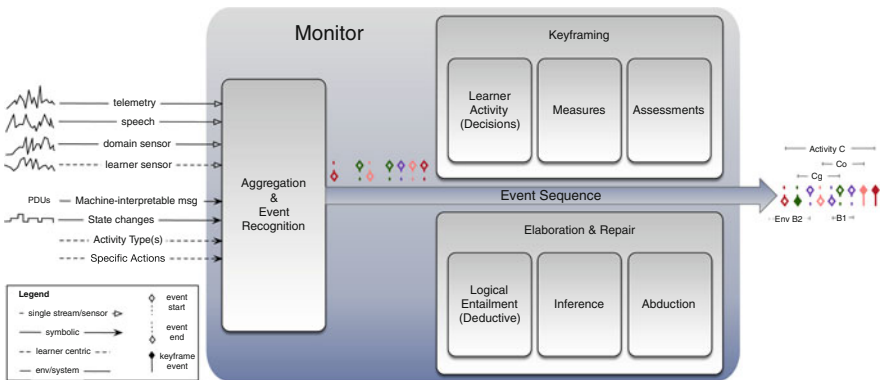 Monitor
Keyframing
Learner
Activity
(Decisions)
Measures
Assessments
telemetry
speech
domain sensor
learner sensor
PDUs
Machine-interpretable msg
State changes
Activity Type(s)
Specific Actions
Aggregation
&
Event
Recognition
Event Sequence
Activity C
Co
Cg
Env B2
B1
Elaboration & Repair
Logical
Entailment
(Deductive)
Inference
Abduction
Legend
single stream/sensor
symbolic
learner centric
env/system
event
start
event
end
keyframe
event